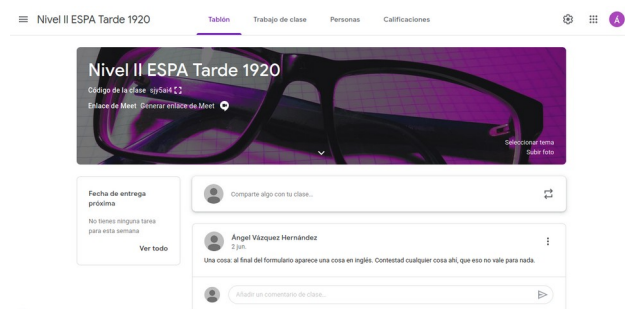 Nivel II ESPA Tarde 1920
Tablón
Trabajo de clase
Personas
Calificaciones
Á
Nivel II ESPA Tarde 1920
Código de la clase sjy5ai4
Enlace de Meet Generar enlace de Meet
Seleccionar tema
Subir foto
Fecha de entrega
próxima
No tienes ninguna tarea
para esta semana
Ver todo
Comparte algo con tu clase...
Ángel Vázquez Hernández
2 jun.
Una cosa: al final del formulario aparece una cosa en inglés. Contestad cualquier cosa ahí, que eso no vale para nada.
Añadir un comentario de clase...